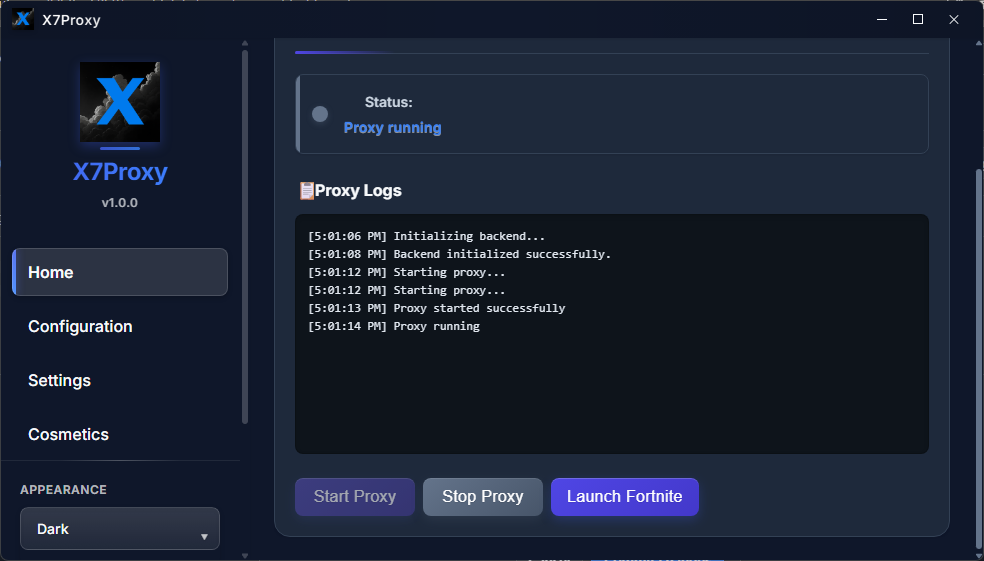 X7Proxy
X
X7Proxy
v1.0.0
Home
Configuration
Settings
Cosmetics
APPEARANCE
Dark
Status:
Proxy running
Proxy Logs
[5:01:06 PM] Initializing backend...
[5:01:08 PM] Backend initialized successfully.
[5:01:12 PM] Starting proxy...
[5:01:12 PM] Starting proxy...
[5:01:13 PM] Proxy started successfully
[5:01:14 PM] Proxy running
Start Proxy
Stop Proxy
Launch Fortnite